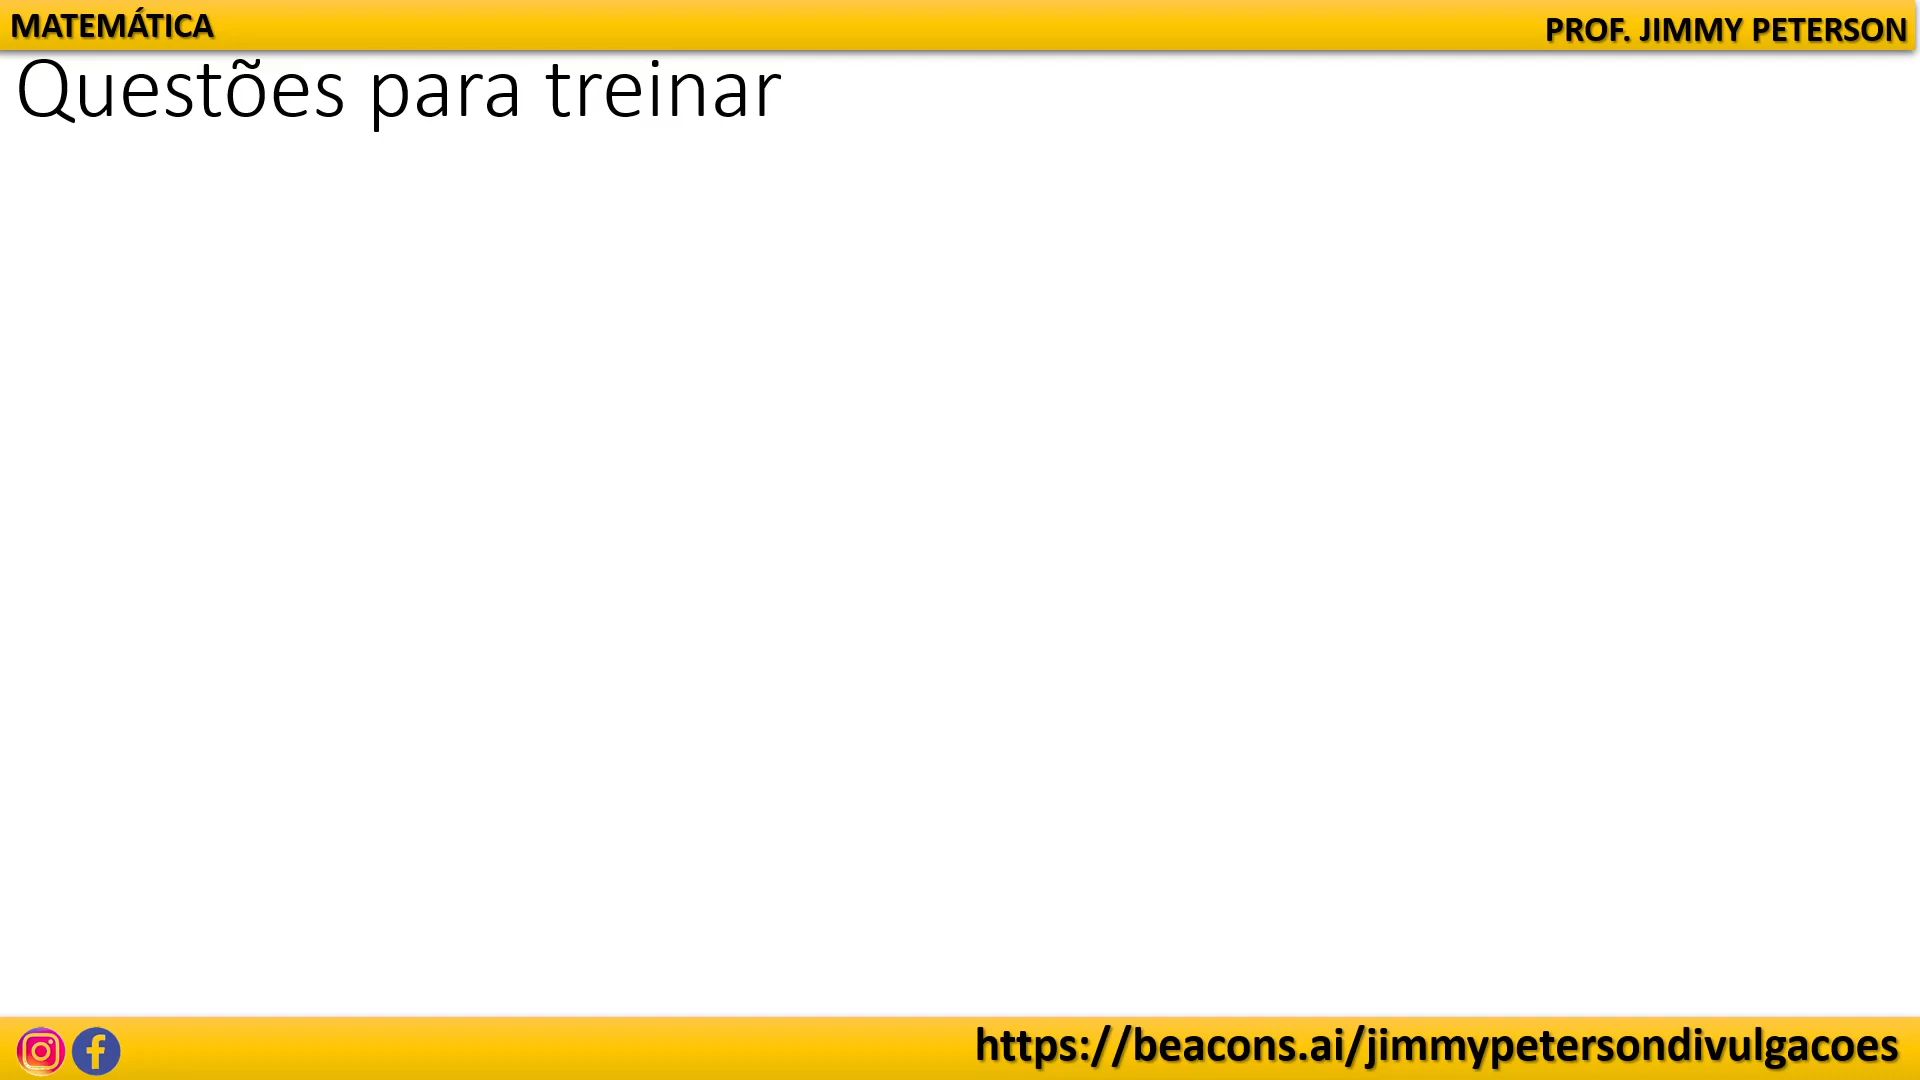 MATEMÁTICA
PROF. JIMMY PETERSON
Questões para treinar
https://beacons.ai/jimmypetersondivulgacoes